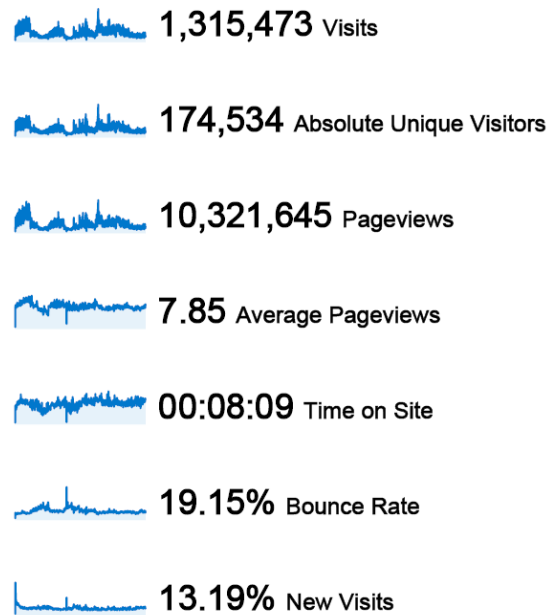 1,315,473 Visits
174,534 Absolute Unique Visitors
10,321,645 Pageviews
7.85 Average Pageviews
00:08:09 Time on Site
19.15% Bounce Rate
13.19% New Visits